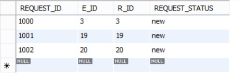 REQUEST_ID E_ID R_ID REQUEST_STATUS
1000 3 3 new
1001 19 19 new
1002 20 20 new
* NULL NULL NULL NULL